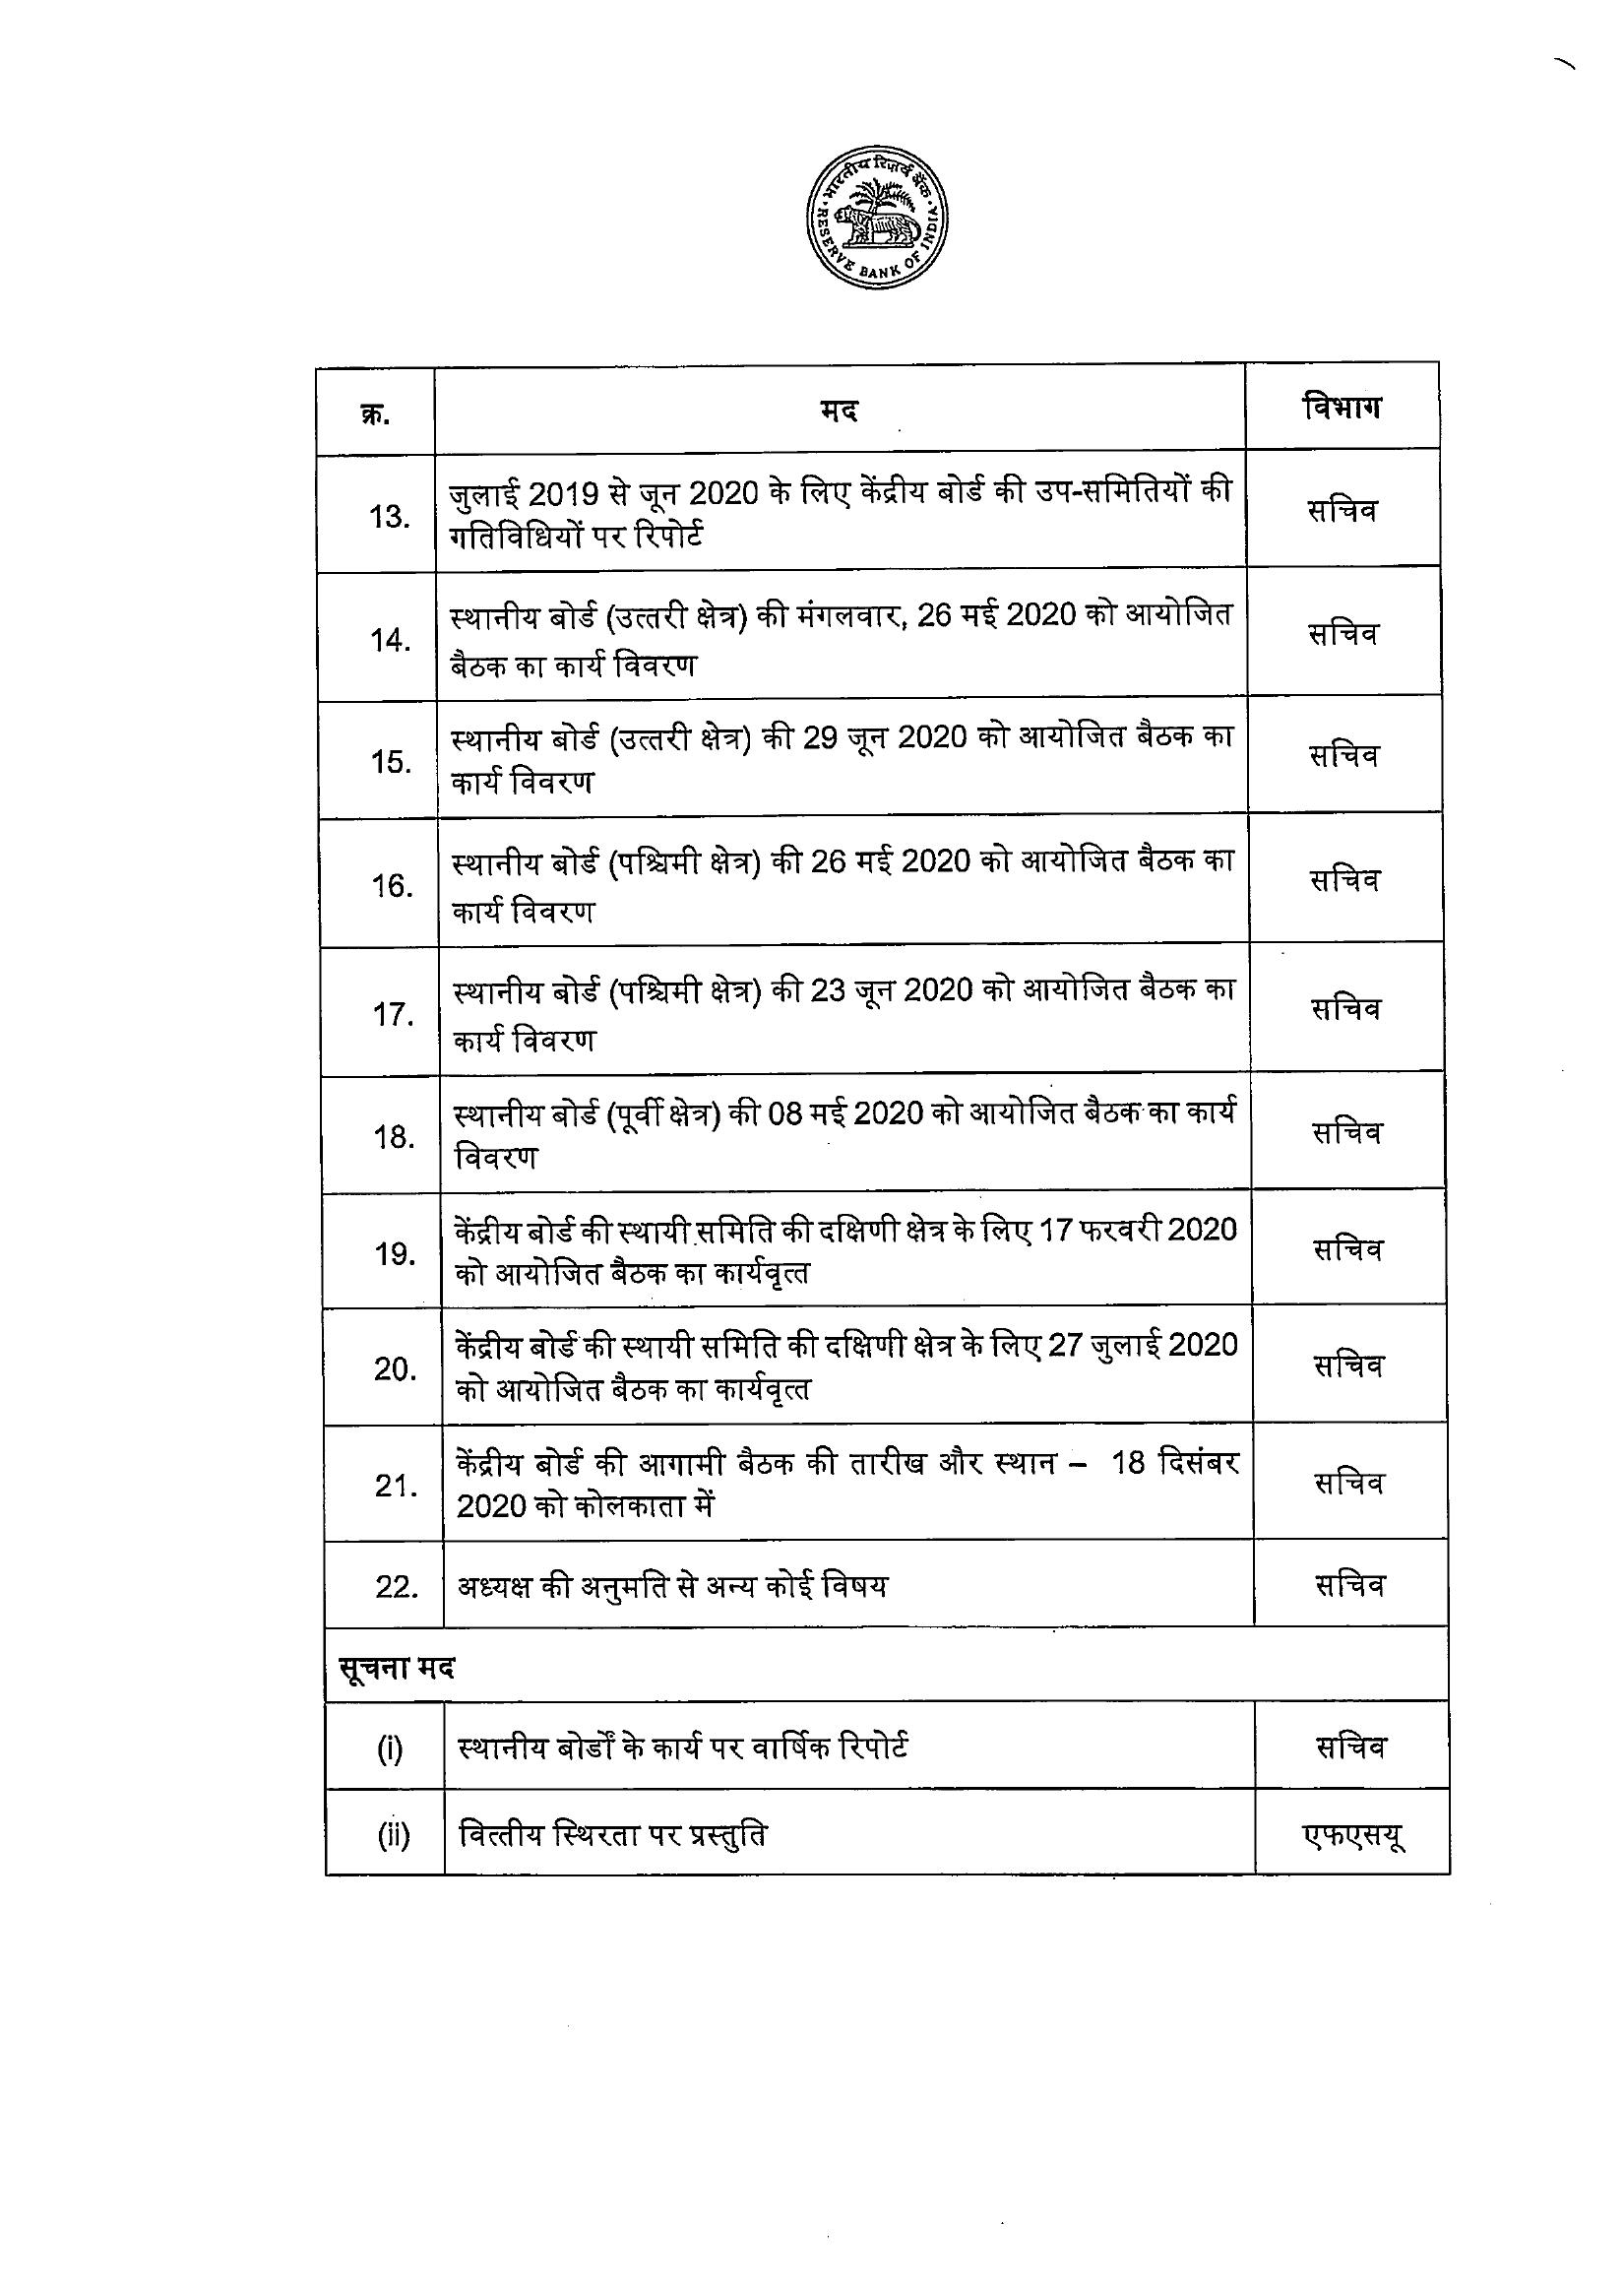 भारतीय रिज़र्व बैंक
RESERVE BANK OF INDIA
क्र. मद विभाग
13. जुलाई 2019 से जून 2020 के लिए केंद्रीय बोर्ड की उप-समितियों की सचिव
गतिविधियों पर रिपोर्ट
14. स्थानीय बोर्ड (उत्तरी क्षेत्र) की मंगलवार, 26 मई 2020 को आयोजित सचिव
बैठक का कार्य विवरण
15. स्थानीय बोर्ड (उत्तरी क्षेत्र) की 29 जून 2020 को आयोजित बैठक का सचिव
कार्य विवरण
16. स्थानीय बोर्ड (पश्चिमी क्षेत्र) की 26 मई 2020 को आयोजित बैठक का सचिव
कार्य विवरण
17. स्थानीय बोर्ड (पश्चिमी क्षेत्र) की 23 जून 2020 को आयोजित बैठक का सचिव
कार्य विवरण
18. स्थानीय बोर्ड (पूर्वी क्षेत्र) की 08 मई 2020 को आयोजित बैठक का कार्य सचिव
विवरण
19. केंद्रीय बोर्ड की स्थायी समिति की दक्षिणी क्षेत्र के लिए 17 फरवरी 2020 सचिव
को आयोजित बैठक का कार्यवृत्त
20. केंद्रीय बोर्ड की स्थायी समिति की दक्षिणी क्षेत्र के लिए 27 जुलाई 2020 सचिव
को आयोजित बैठक का कार्यवृत्त
21. केंद्रीय बोर्ड की आगामी बैठक की तारीख और स्थान – 18 दिसंबर सचिव
2020 को कोलकाता में
22. अध्यक्ष की अनुमति से अन्य कोई विषय सचिव
सूचना मद
(i) स्थानीय बोर्डों के कार्य पर वार्षिक रिपोर्ट सचिव
(ii) वित्तीय स्थिरता पर प्रस्तुति एफएसयू